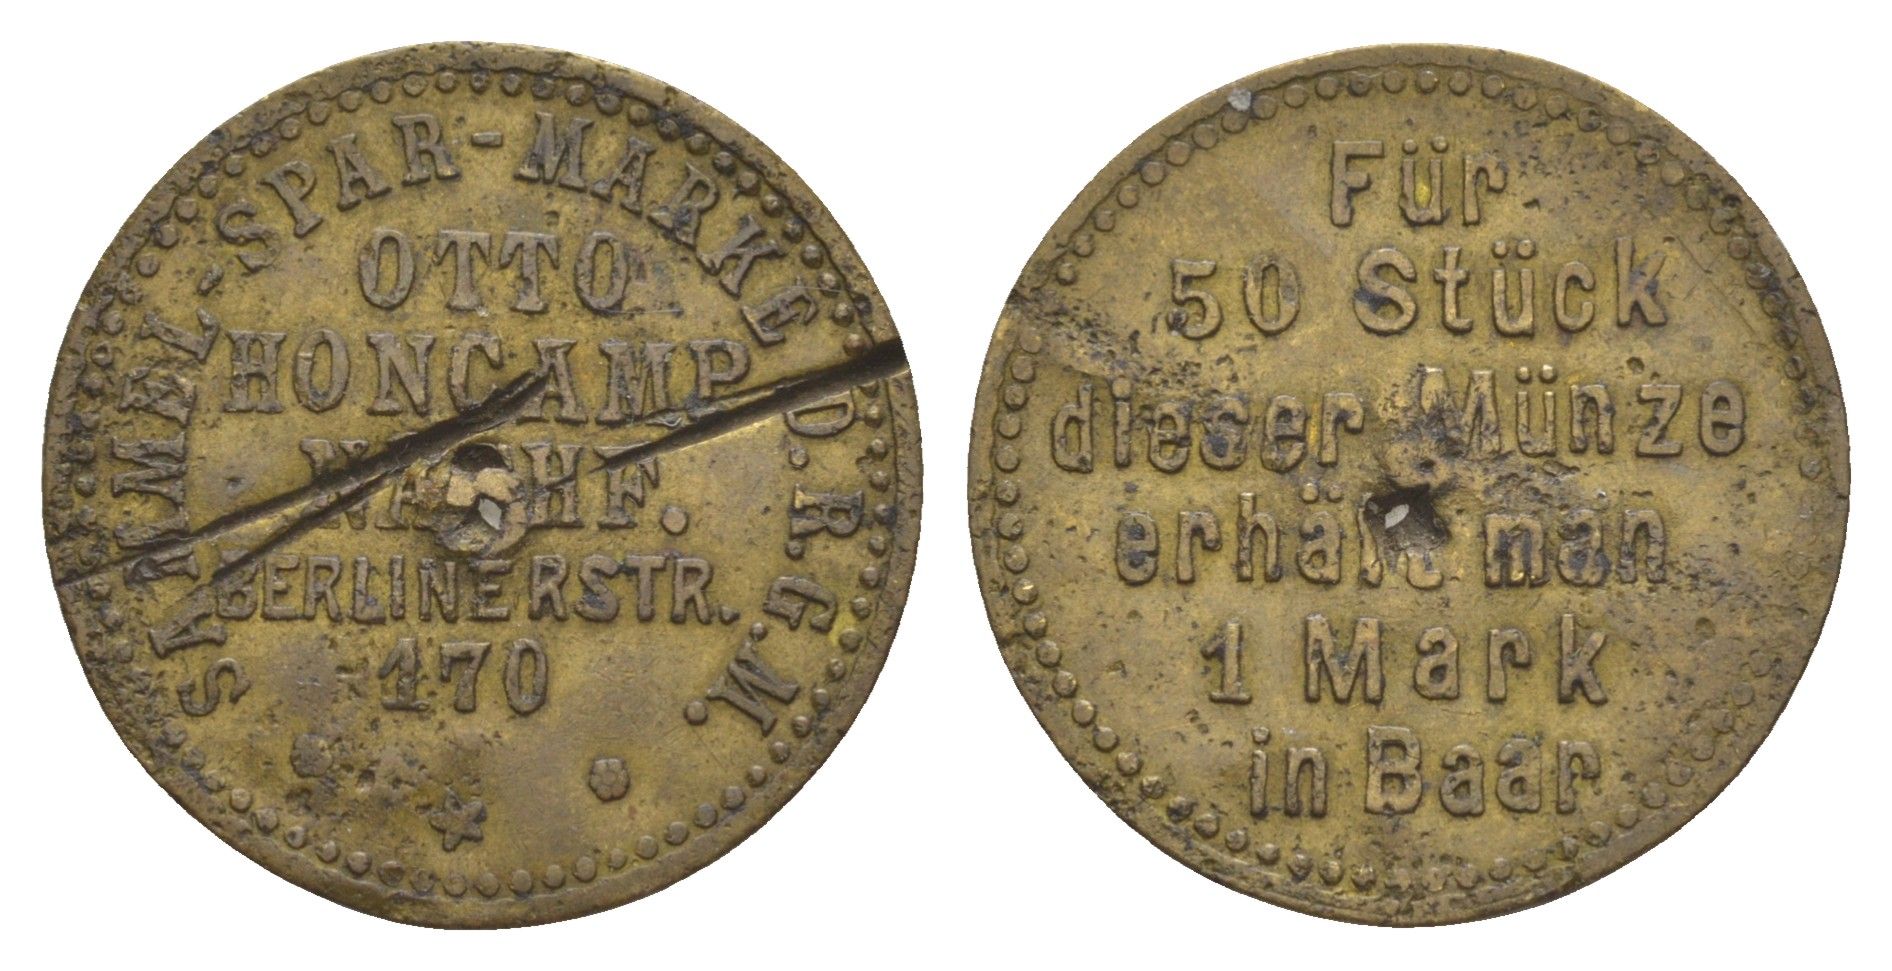 SAMMEL-SPAR-MARKE D.R.G.M.
OTTO
HONCAMP
NACHF.
BERLINERSTR.
170
Für
50 Stück
dieser Münze
erhält man
1 Mark
in Baar